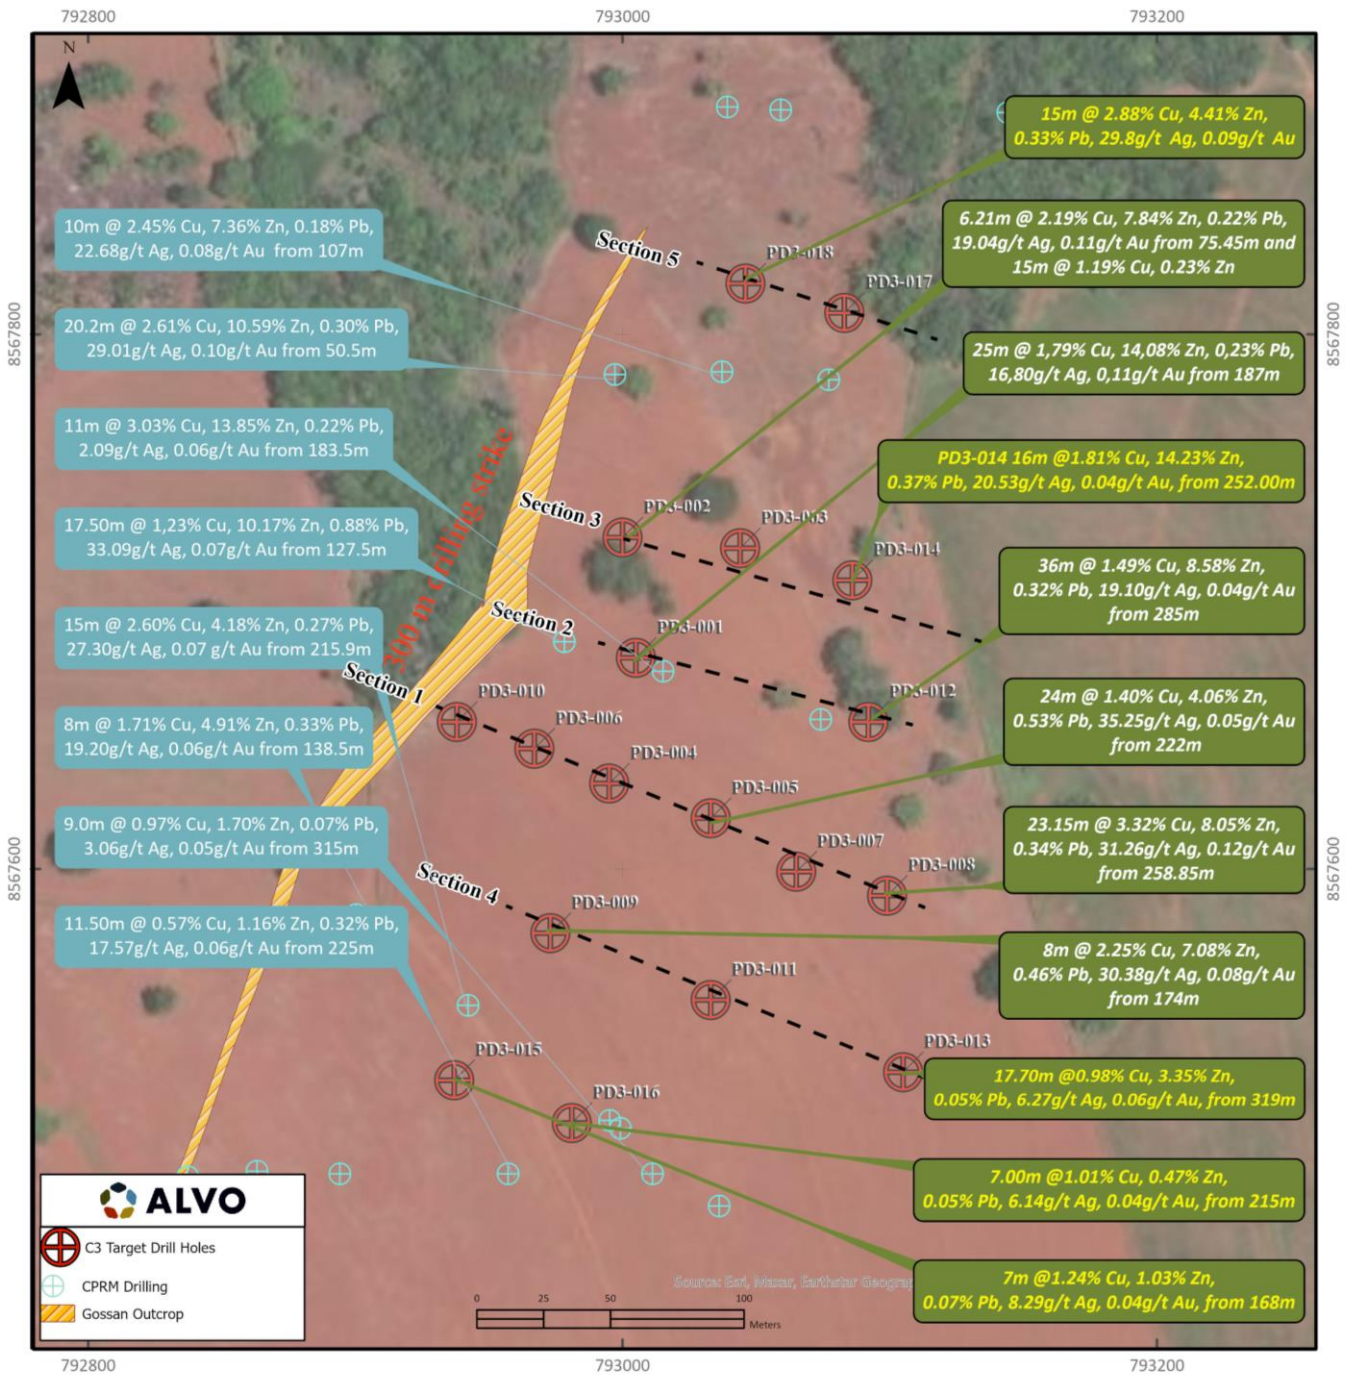 792800
793000
793200
N
15m @ 2.88% Cu, 4.41% Zn,
0.33% Pb, 29.8g/t Ag, 0.09g/t Au
10m @ 2.45% Cu, 7.36% Zn, 0.18% Pb,
22.68g/t Ag, 0.08g/t Au from 107m
6.21m @ 2.19% Cu, 7.84% Zn, 0.22% Pb,
19.04g/t Ag, 0.11g/t Au from 75.45m and
15m @ 1.19% Cu, 0.23% Zn
Section 5
PD3-018
PD3-017
8567800
8567800
20.2m @ 2.61% Cu, 10.59% Zn, 0.30% Pb,
29.01g/t Ag, 0.10g/t Au from 50.5m
25m @ 1,79% Cu, 14,08% Zn, 0,23% Pb,
16,80g/t Ag, 0,11g/t Au from 187m
11m @ 3.03% Cu, 13.85% Zn, 0.22% Pb,
2.09g/t Ag, 0.06g/t Au from 183.5m
PD3-014 16m @1.81% Cu, 14.23% Zn,
0.37% Pb, 20.53g/t Ag, 0.04g/t Au, from 252.00m
300 m drilling strike
Section 3
PD3-002
PD3-003
PD3-014
17.50m @ 1,23% Cu, 10.17% Zn, 0.88% Pb,
33.09g/t Ag, 0.07g/t Au from 127.5m
36m @ 1.49% Cu, 8.58% Zn,
0.32% Pb, 19.10g/t Ag, 0.04g/t Au
from 285m
Section 2
PD3-001
PD3-012
15m @ 2.60% Cu, 4.18% Zn, 0.27% Pb,
27.30g/t Ag, 0.07 g/t Au from 215.9m
Section 1
PD3-010
PD3-006
PD3-004
PD3-005
PD3-007
PD3-008
24m @ 1.40% Cu, 4.06% Zn,
0.53% Pb, 35.25g/t Ag, 0.05g/t Au
from 222m
8m @ 1.71% Cu, 4.91% Zn, 0.33% Pb,
19.20g/t Ag, 0.06g/t Au from 138.5m
9.0m @ 0.97% Cu, 1.70% Zn, 0.07% Pb,
3.06g/t Ag, 0.05g/t Au from 315m
23.15m @ 3.32% Cu, 8.05% Zn,
0.34% Pb, 31.26g/t Ag, 0.12g/t Au
from 258.85m
8567600
8567600
Section 4
PD3-009
PD3-011
PD3-013
11.50m @ 0.57% Cu, 1.16% Zn, 0.32% Pb,
17.57g/t Ag, 0.06g/t Au from 225m
8m @ 2.25% Cu, 7.08% Zn,
0.46% Pb, 30.38g/t Ag, 0.08g/t Au
from 174m
PD3-015
PD3-016
17.70m @0.98% Cu, 3.35% Zn,
0.05% Pb, 6.27g/t Ag, 0.06g/t Au, from 319m
7.00m @1.01% Cu, 0.47% Zn,
0.05% Pb, 6.14g/t Ag, 0.04g/t Au, from 215m
7m @1.24% Cu, 1.03% Zn,
0.07% Pb, 8.29g/t Ag, 0.04g/t Au, from 168m
ALVO
C3 Target Drill Holes
CPRM Drilling
Gossan Outcrop
Source: Esri, Maxar, Earthstar Geograp
0 25 50 100
Meters
792800
793000
793200